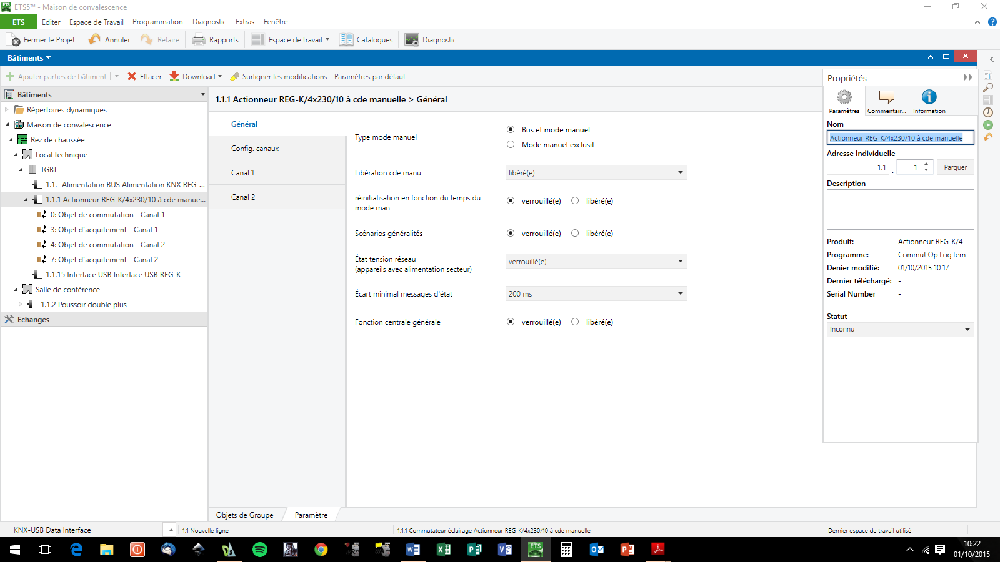 ETS5™ - Maison de convalescence
ETS Editer Espace de Travail Programmation Diagnostic Extras Fenêtre
Fermer le Projet Annuler Refaire Rapports Espace de travail Catalogues Diagnostic
Bâtiments
Ajouter parties de bâtiment Effacer Download Surligner les modifications Paramètres par défaut
Bâtiments
Répertoires dynamiques
Maison de convalescence
Rez de chaussée
Local technique
TGBT
1.1.- Alimentation BUS Alimentation KNX REG-...
1.1.1 Actionneur REG-K/4x230/10 à cde manue...
0: Objet de commutation - Canal 1
3: Objet d´acquitement - Canal 1
4: Objet de commutation - Canal 2
7: Objet d´acquitement - Canal 2
1.1.15 Interface USB Interface USB REG-K
Salle de conférence
1.1.2 Poussoir double plus
Echanges
1.1.1 Actionneur REG-K/4x230/10 à cde manuelle > Général
Général
Config. canaux
Canal 1
Canal 2
Type mode manuel
Bus et mode manuel
Mode manuel exclusif
Libération cde manu libéré(e)
réinitialisation en fonction du temps du
mode man.
verrouillé(e) libéré(e)
Scénarios généralités verrouillé(e) libéré(e)
État tension réseau
(appareils avec alimentation secteur)
verrouillé(e)
Écart minimal messages d'état 200 ms
Fonction centrale générale verrouillé(e) libéré(e)
Objets de Groupe Paramètre
Propriétés
Paramètres Commentair... Information
Nom
Actionneur REG-K/4x230/10 à cde manuelle
Adresse Individuelle
1.1 . 1 Parquer
Description
Produit: Actionneur REG-K/4...
Programme: Commut.Op.Log.tem...
Denier modifié: 01/10/2015 10:17
Dernier téléchargé: -
Serial Number -
Statut
Inconnu
KNX-USB Data Interface 1.1 Nouvelle ligne 1.1.1 Commutateur éclairage Actionneur REG-K/4x230/10 à cde manuelle Dernier espace de travail utilisé
ETS
10:22
01/10/2015